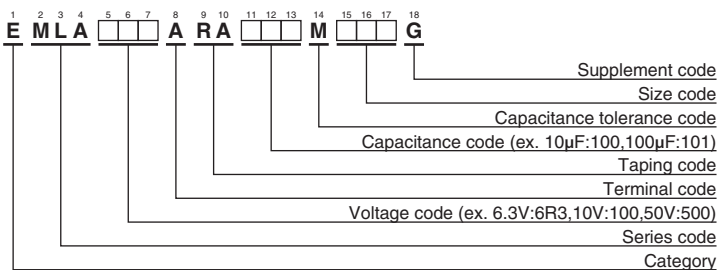 1 2 3 4 5 6 7 8 9 10 11 12 13 14 15 16 17 18
E M L A A R A M G
Supplement code
Size code
Capacitance tolerance code
Capacitance code (ex. 10μF:100,100μF:101)
Taping code
Terminal code
Voltage code (ex. 6.3V:6R3,10V:100,50V:500)
Series code
Category